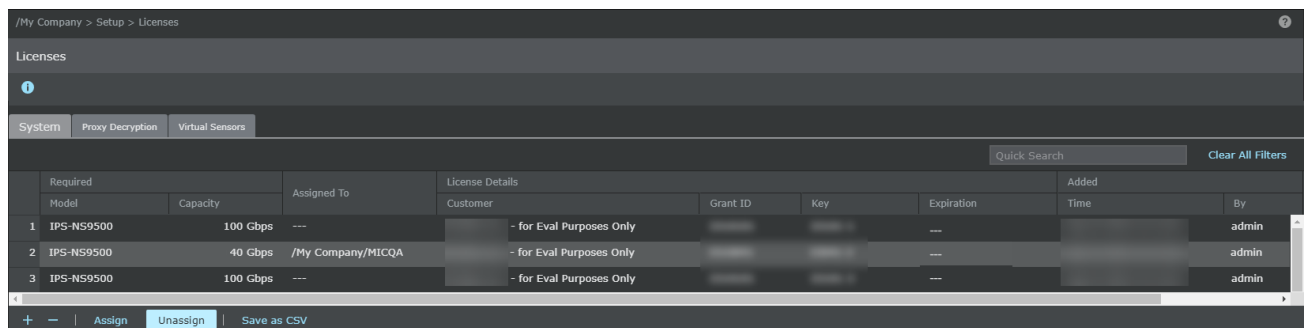 /My Company > Setup > Licenses
Licenses
System Proxy Decryption Virtual Sensors
Quick Search Clear All Filters
Required Assigned To License Details Added
Model Capacity Customer Grant ID Key Expiration Time By
1 IPS-NS9500 100 Gbps --- - for Eval Purposes Only --- admin
2 IPS-NS9500 40 Gbps /My Company/MICQA - for Eval Purposes Only --- admin
3 IPS-NS9500 100 Gbps --- - for Eval Purposes Only --- admin
+ − | Assign Unassign | Save as CSV